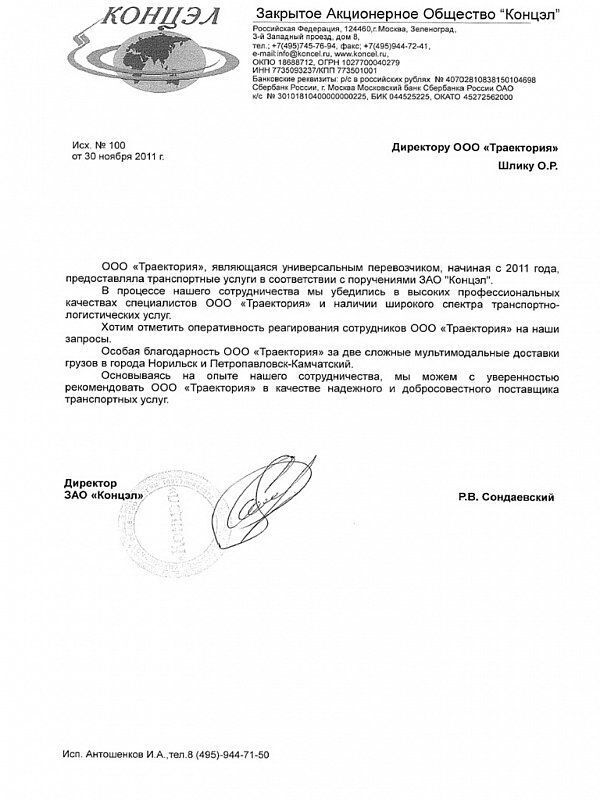 КОНЦЭЛ
Закрытое Акционерное Общество “Концэл”
Российская Федерация, 124460,г.Москва, Зеленоград,
3-й Западный проезд, дом 8,
тел.; +7(495)745-76-94, факс; +7(495)944-72-41,
e-mail:info@koncel.ru, www.koncel.ru,
ОКПО 18688712, ОГРН 1027700040279
ИНН 7735093237/КПП 773501001
Банковские реквизиты: р/с в российских рублях № 40702810838150104698
Сбербанк России, г. Москва Московский банк Сбербанка России ОАО
к/с № 30101810400000000225, БИК 044525225, ОКАТО 45272562000
Исх. № 100
от 30 ноября 2011 г.
Директору ООО «Траектория»
Шлику О.Р.
ООО «Траектория», являющаяся универсальным перевозчиком, начиная с 2011 года,
предоставляла транспортные услуги в соответствии с поручениями ЗАО "Концэл".
В процессе нашего сотрудничества мы убедились в высоких профессиональных
качествах специалистов ООО «Траектория» и наличии широкого спектра транспортно-
логистических услуг.
Хотим отметить оперативность реагирования сотрудников ООО «Траектория» на наши
запросы.
Особая благодарность ООО «Траектория» за две сложные мультимодальные доставки
грузов в города Норильск и Петропавловск-Камчатский.
Основываясь на опыте нашего сотрудничества, мы можем с уверенностью
рекомендовать ООО «Траектория» в качестве надежного и добросовестного поставщика
транспортных услуг.
Директор
ЗАО «Концэл»
Р.В. Сондаевский
Исп. Антошенков И.А.,тел.8 (495)-944-71-50